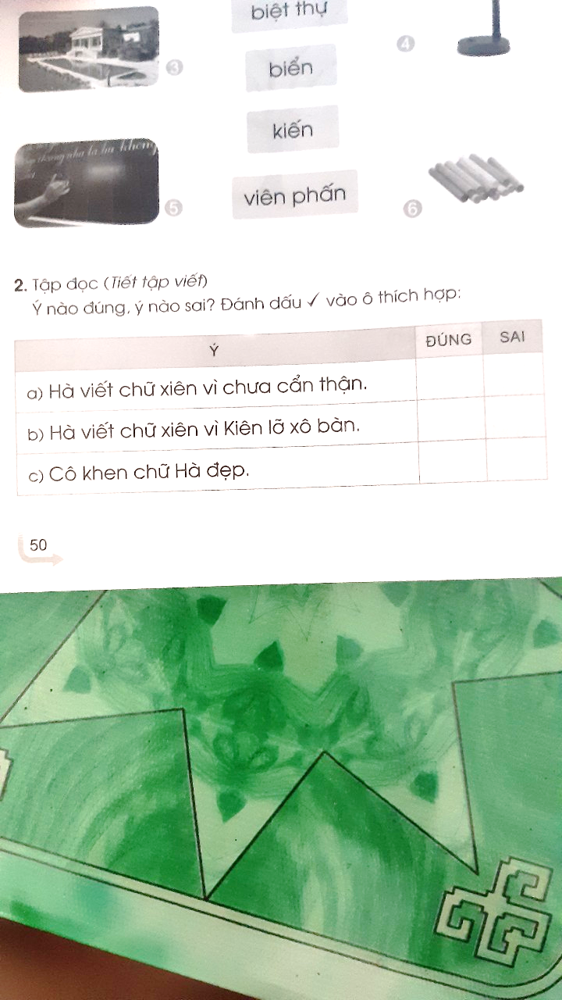 biệt thự
4
3
biển
kiến
viên phấn
5
6
2. Tập đọc (Tiết tập viết)
Ý nào đúng, ý nào sai? Đánh dấu ✓ vào ô thích hợp:
Ý ĐÚNG SAI
a) Hà viết chữ xiên vì chưa cẩn thận.
b) Hà viết chữ xiên vì Kiên lỡ xô bàn.
c) Cô khen chữ Hà đẹp.
50